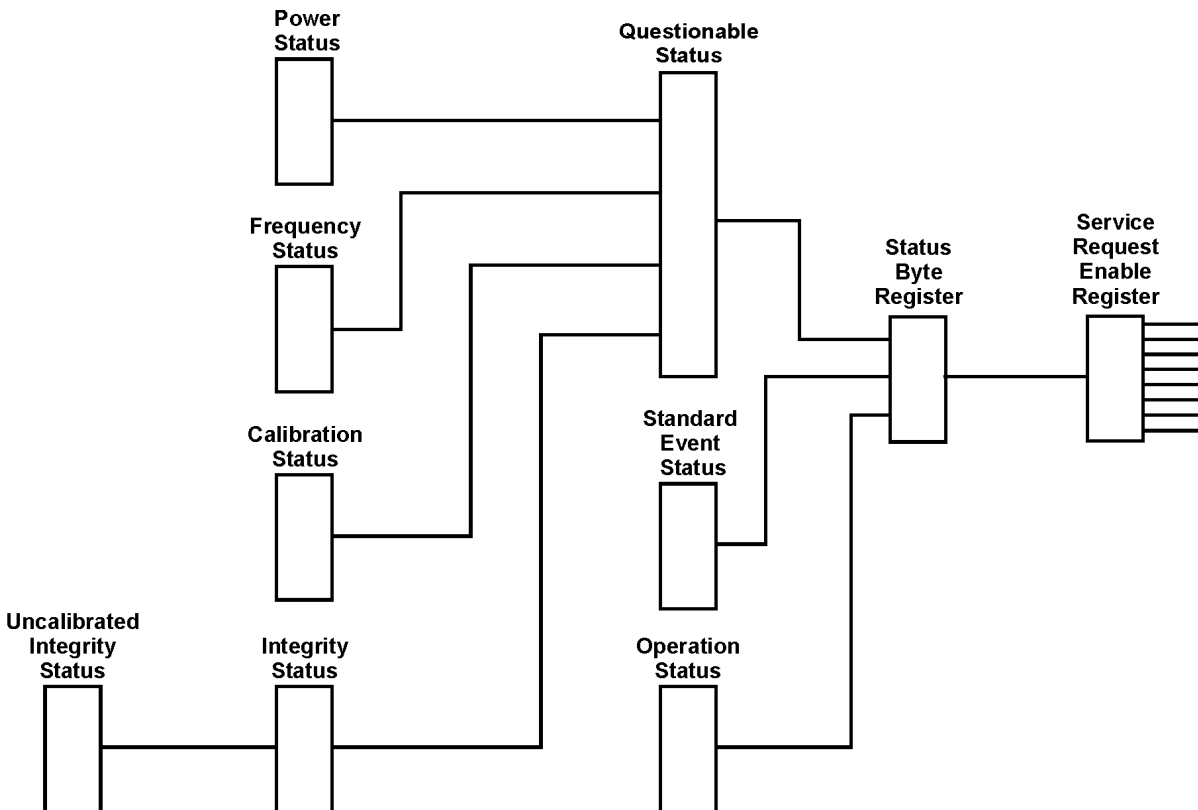 Power
Status
Questionable
Status
Frequency
Status
Service
Request
Enable
Register
Status
Byte
Register
Calibration
Status
Standard
Event
Status
Uncalibrated
Integrity
Status
Integrity
Status
Operation
Status